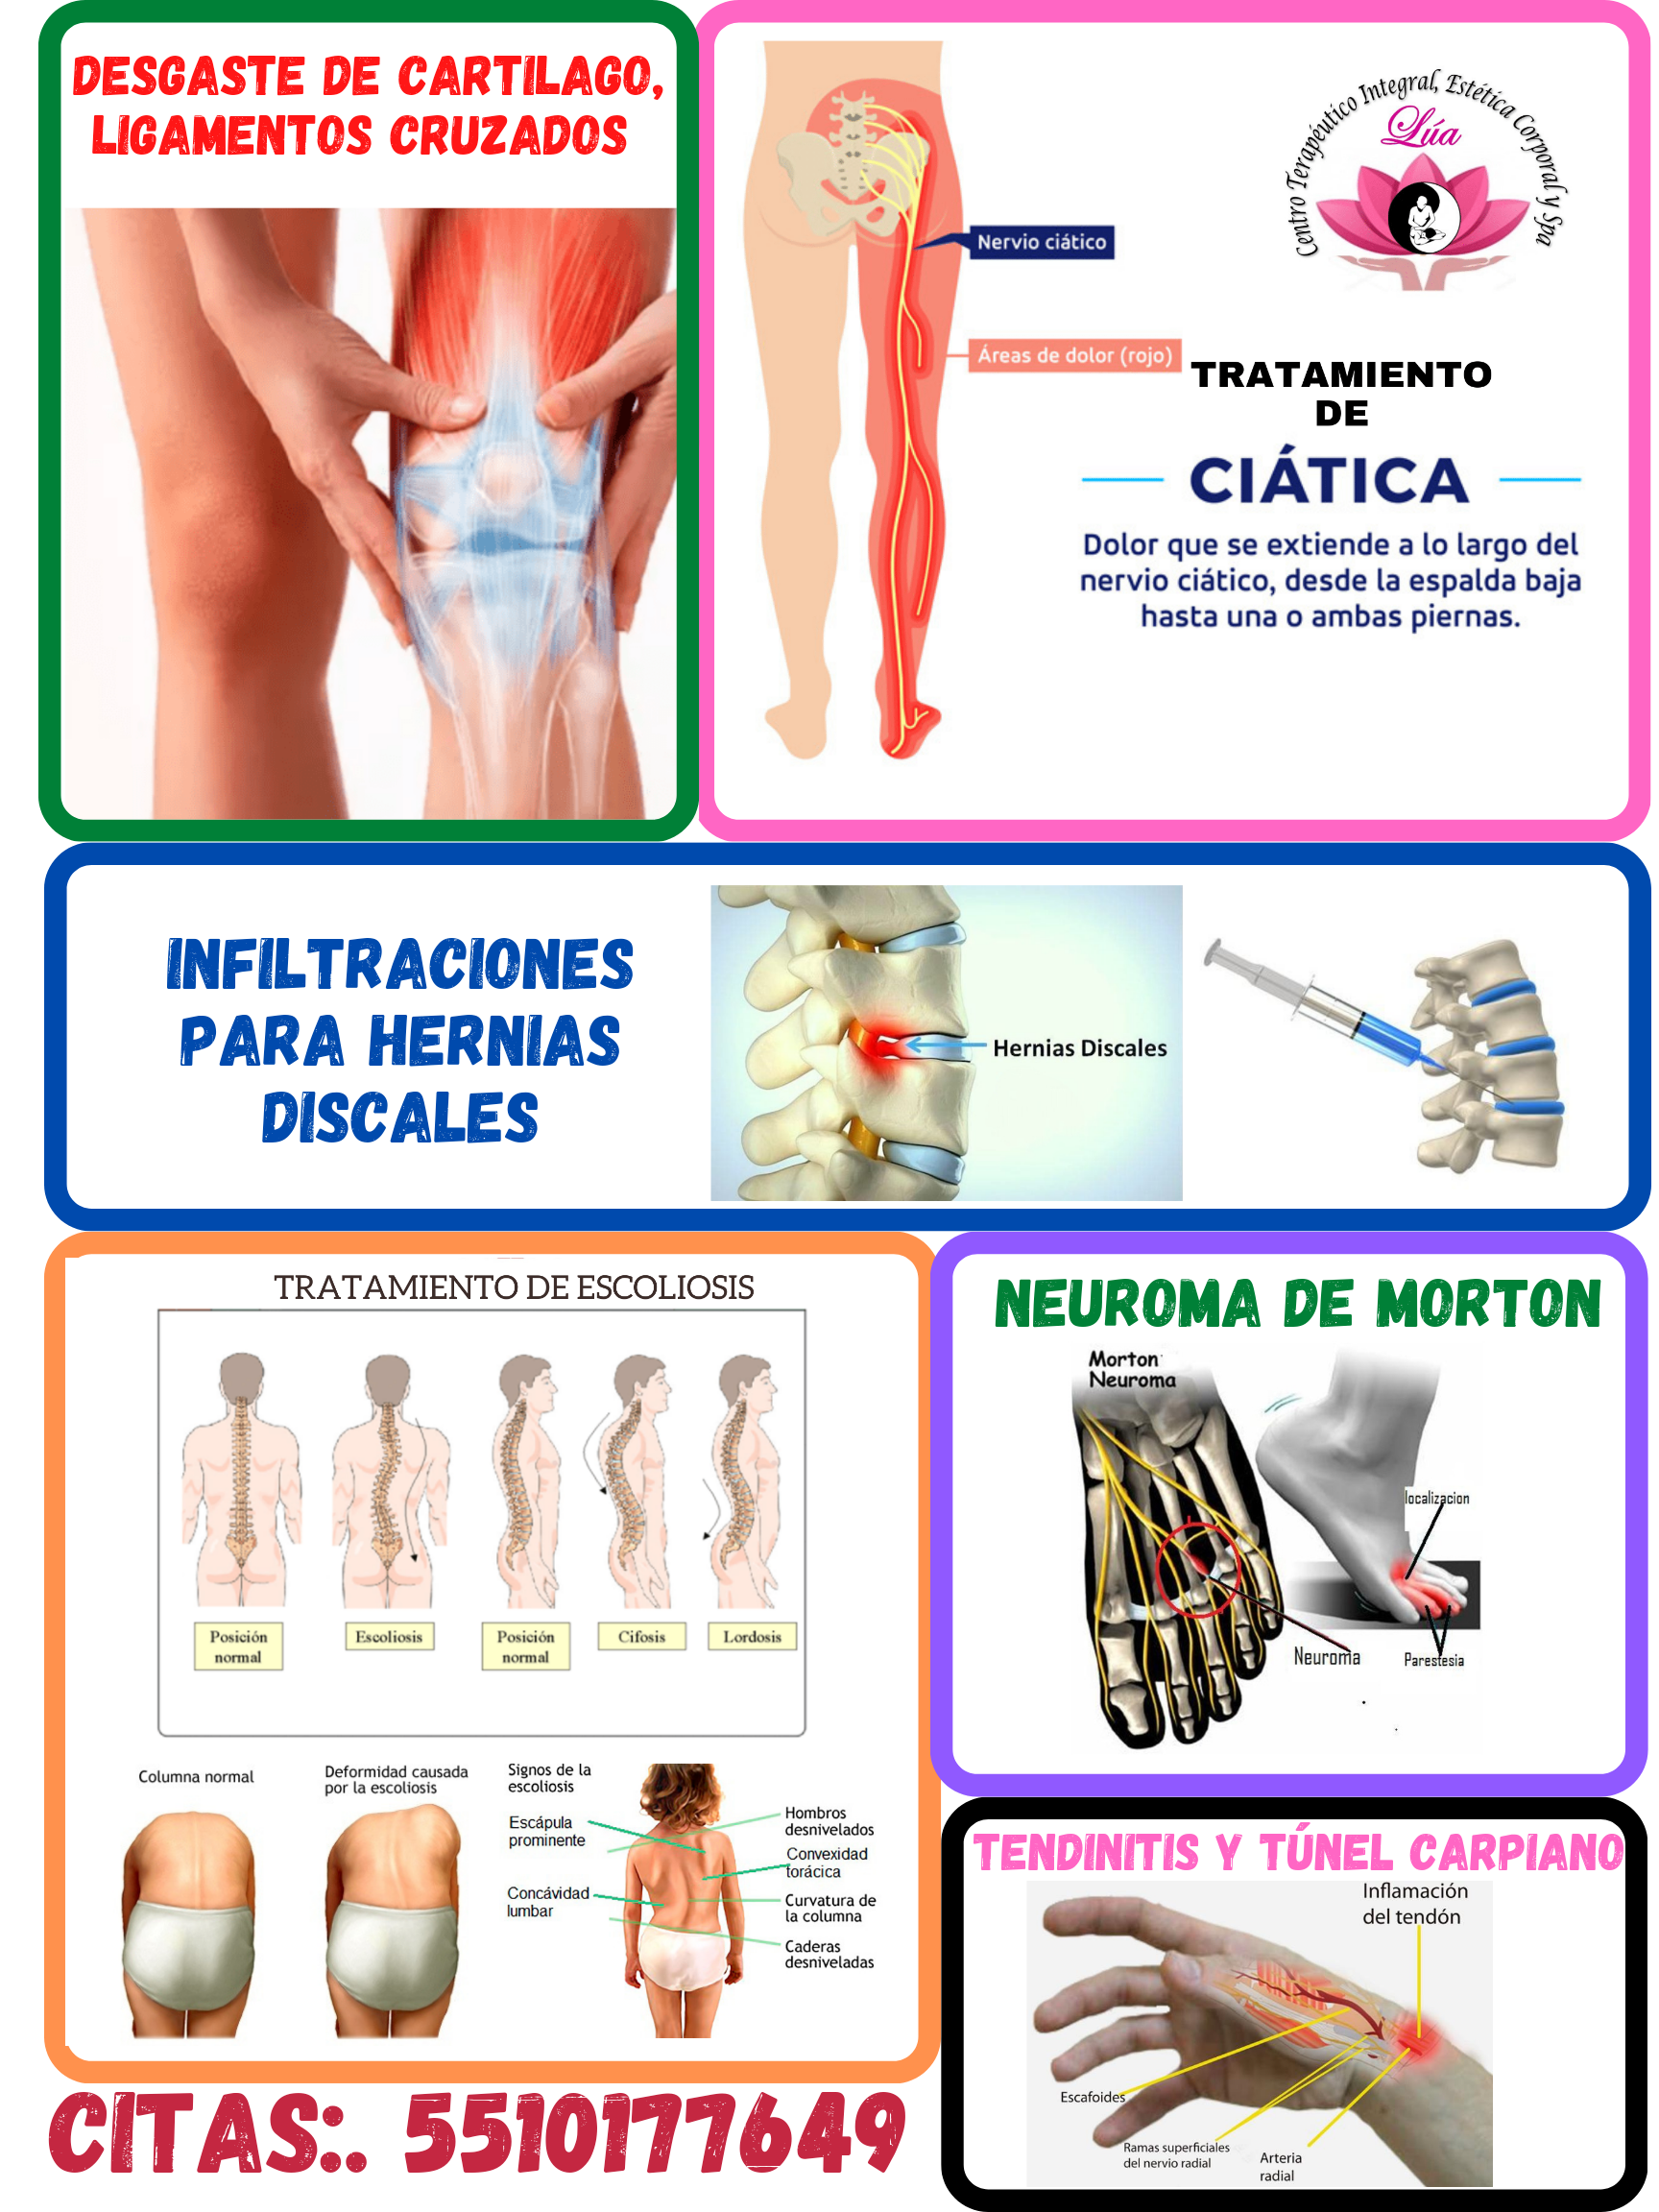 DESGASTE DE CARTILAGO,
LIGAMENTOS CRUZADOS
Centro Terapéutico Integral, Estética Corporal y Spa
Lúa
Nervio ciático
Áreas de dolor (rojo)
TRATAMIENTO
DE
CIÁTICA
Dolor que se extiende a lo largo del
nervio ciático, desde la espalda baja
hasta una o ambas piernas.
INFILTRACIONES
PARA HERNIAS
DISCALES
Hernias Discales
TRATAMIENTO DE ESCOLIOSIS
Posición
normal
Escoliosis
Posición
normal
Cifosis
Lordosis
Columna normal
Deformidad causada
por la escoliosis
Signos de la
escoliosis
Escápula
prominente
Concávidad
lumbar
Hombros
desnivelados
Convexidad
torácica
Curvatura de
la columna
Caderas
desniveladas
NEUROMA DE MORTON
Morton
Neuroma
localizacion
Neuroma
Parestesia
TENDINITIS Y TÚNEL CARPIANO
Inflamación
del tendón
Escafoides
Ramas superficiales
del nervio radial
Arteria
radial
CITAS:. 5510177649